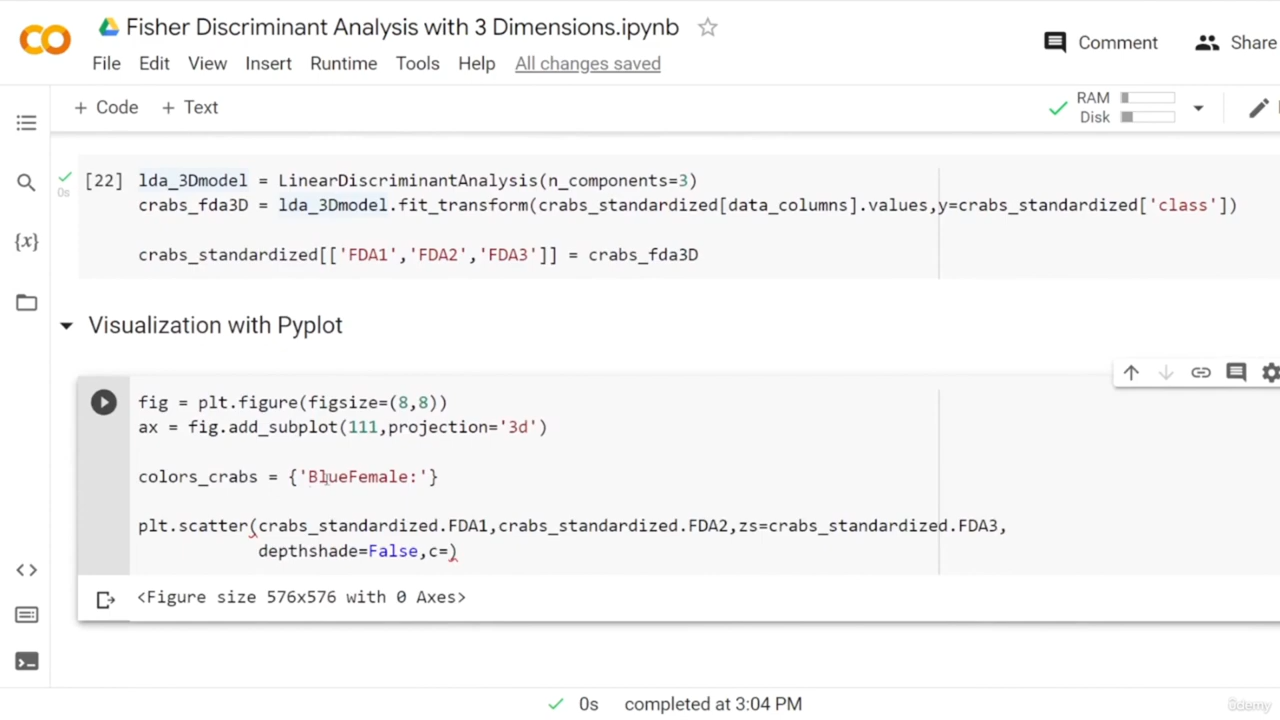 Fisher Discriminant Analysis with 3 Dimensions.ipynb
Comment
Share
File Edit View Insert Runtime Tools Help All changes saved
+ Code + Text
RAM
Disk
[22]
0s
lda_3Dmodel = LinearDiscriminantAnalysis(n_components=3)
crabs_fda3D = lda_3Dmodel.fit_transform(crabs_standardized[data_columns].values,y=crabs_standardized['class'])
crabs_standardized[['FDA1','FDA2','FDA3']] = crabs_fda3D
{x}
Visualization with Pyplot
fig = plt.figure(figsize=(8,8))
ax = fig.add_subplot(111,projection='3d')
colors_crabs = {'BlueFemale:'}
plt.scatter(crabs_standardized.FDA1,crabs_standardized.FDA2,zs=crabs_standardized.FDA3,
depthshade=False,c=)
<Figure size 576x576 with 0 Axes>
0s completed at 3:04 PM
ûdemy